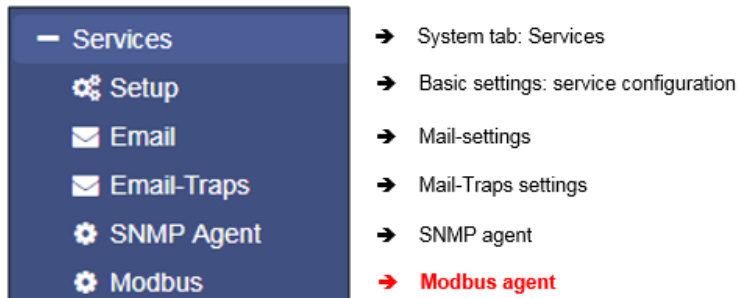 Services ➔ System tab: Services
Setup ➔ Basic settings: service configuration
Email ➔ Mail-settings
Email-Traps ➔ Mail-Traps settings
SNMP Agent ➔ SNMP agent
Modbus ➔ Modbus agent